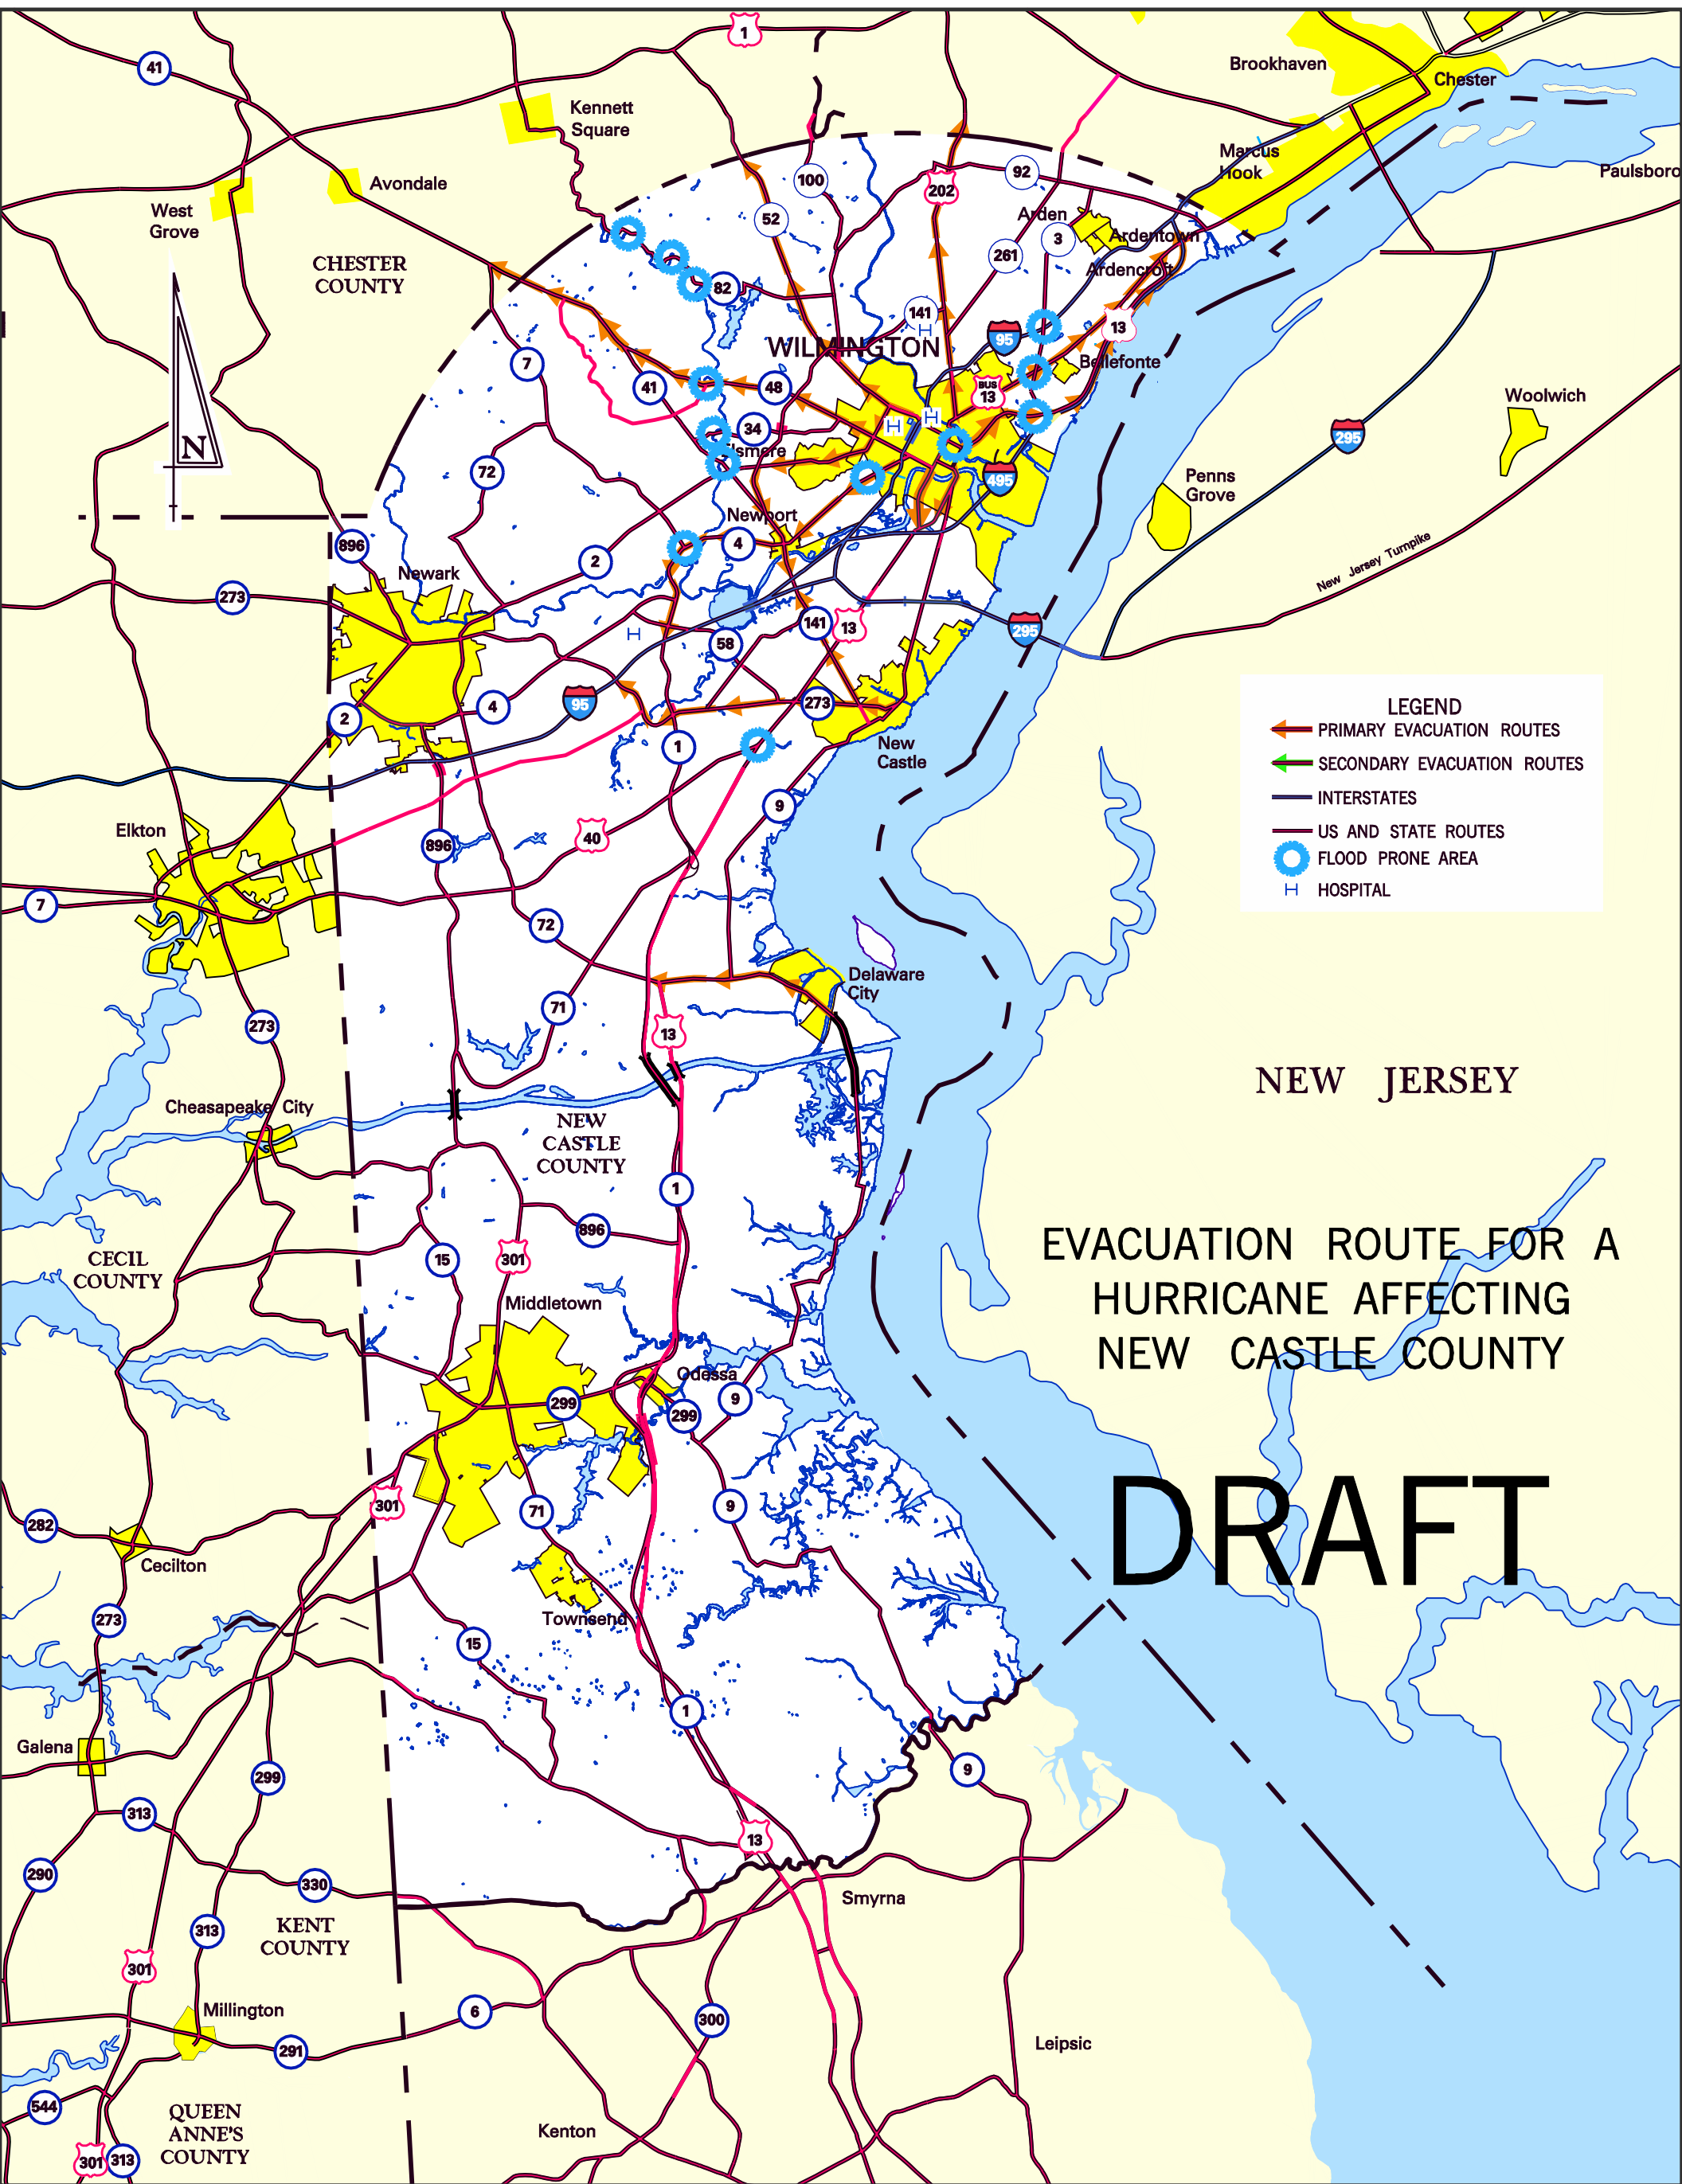 1
41
Brookhaven
Chester
Kennett
Square
Marcus
Hook
Paulsboro
100
92
202
Avondale
West
Grove
52
Arden
3
Ardentown
261
Ardencroft
CHESTER
COUNTY
82
141
H
95
13
WILMINGTON
7
Bellefonte
41
48
BUS
13
Woolwich
H
H
34
Elsmere
295
N
72
495
Penns
Grove
Newport
896
4
2
New Jersey Turnpike
Newark
273
141
13
295
H
58
LEGEND
PRIMARY EVACUATION ROUTES
SECONDARY EVACUATION ROUTES
INTERSTATES
US AND STATE ROUTES
FLOOD PRONE AREA
H HOSPITAL
2
4
95
273
1
New
Castle
9
Elkton
896
40
7
72
Delaware
City
71
273
13
NEW JERSEY
Cheasapeake City
NEW
CASTLE
COUNTY
1
896
CECIL
COUNTY
15
301
EVACUATION ROUTE FOR A
HURRICANE AFFECTING
NEW CASTLE COUNTY
Middletown
Odessa
299
9
299
DRAFT
301
71
9
282
Cecilton
273
Townsend
15
1
Galena
299
9
313
13
290
330
Smyrna
313
KENT
COUNTY
301
Millington
6
300
291
Leipsic
544
QUEEN
ANNE'S
COUNTY
Kenton
301
313